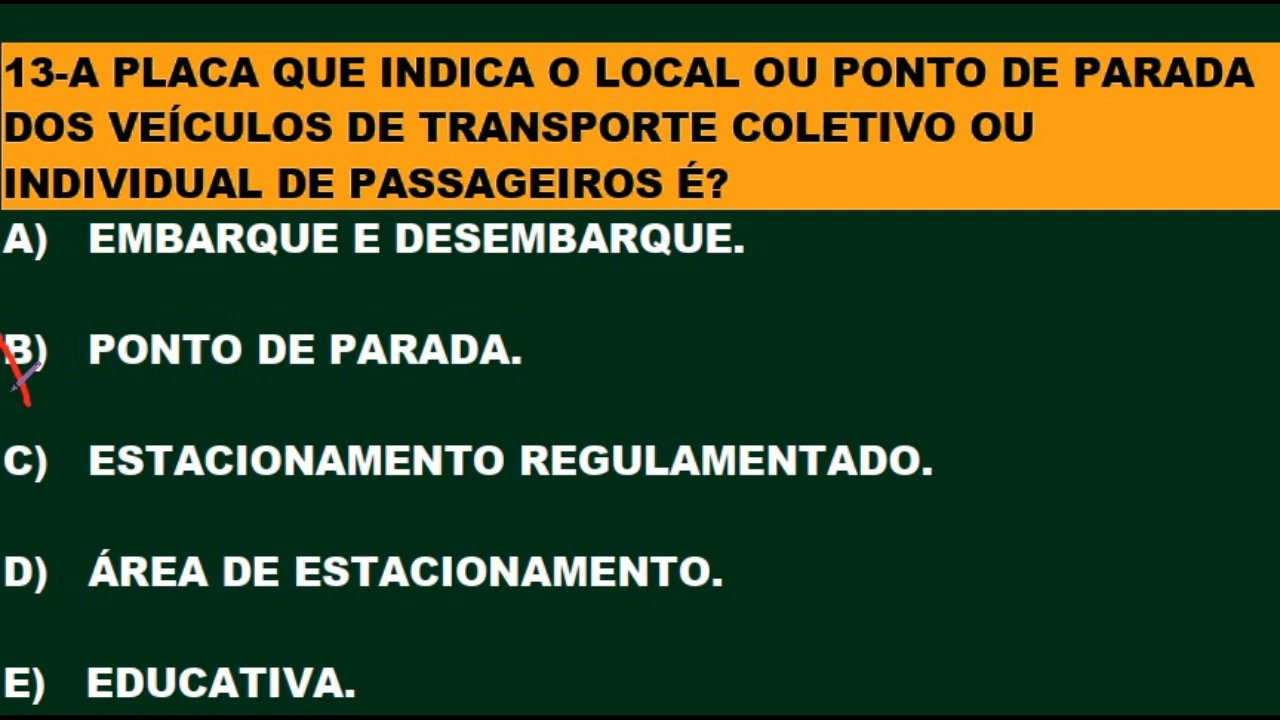 13-A PLACA QUE INDICA O LOCAL OU PONTO DE PARADA
DOS VEÍCULOS DE TRANSPORTE COLETIVO OU
INDIVIDUAL DE PASSAGEIROS É?
A) EMBARQUE E DESEMBARQUE.
B) PONTO DE PARADA.
C) ESTACIONAMENTO REGULAMENTADO.
D) ÁREA DE ESTACIONAMENTO.
E) EDUCATIVA.